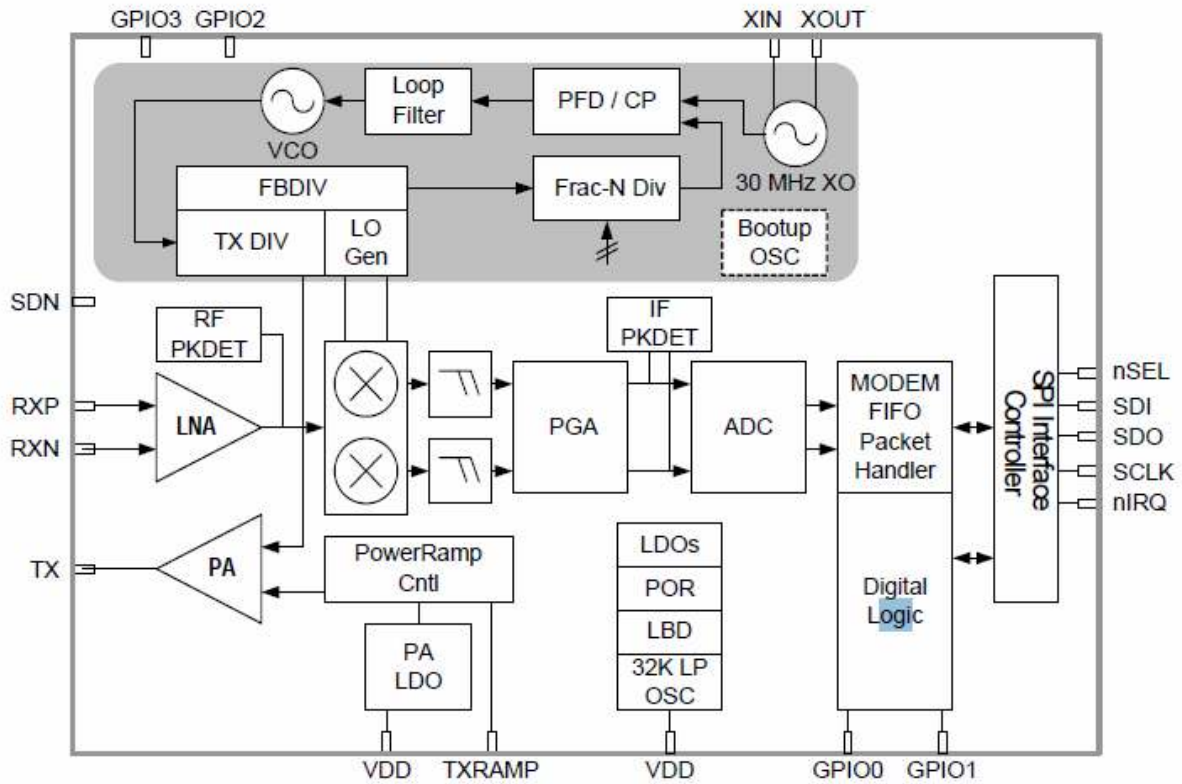 GPIO3 GPIO2
XIN XOUT
Loop
Filter
PFD / CP
VCO
30 MHz XO
FBDIV
Frac-N Div
TX DIV
LO
Gen
Bootup
OSC
SDN
RF
PKDET
IF
PKDET
RXP
RXN
LNA
PGA
ADC
MODEM
FIFO
Packet
Handler
SPI Interface
Controller
nSEL
SDI
SDO
SCLK
nIRQ
TX
PA
PowerRamp
Cntl
PA
LDO
LDOs
POR
LBD
32K LP
OSC
Digital
Logic
VDD
TXRAMP
VDD
GPIO0
GPIO1